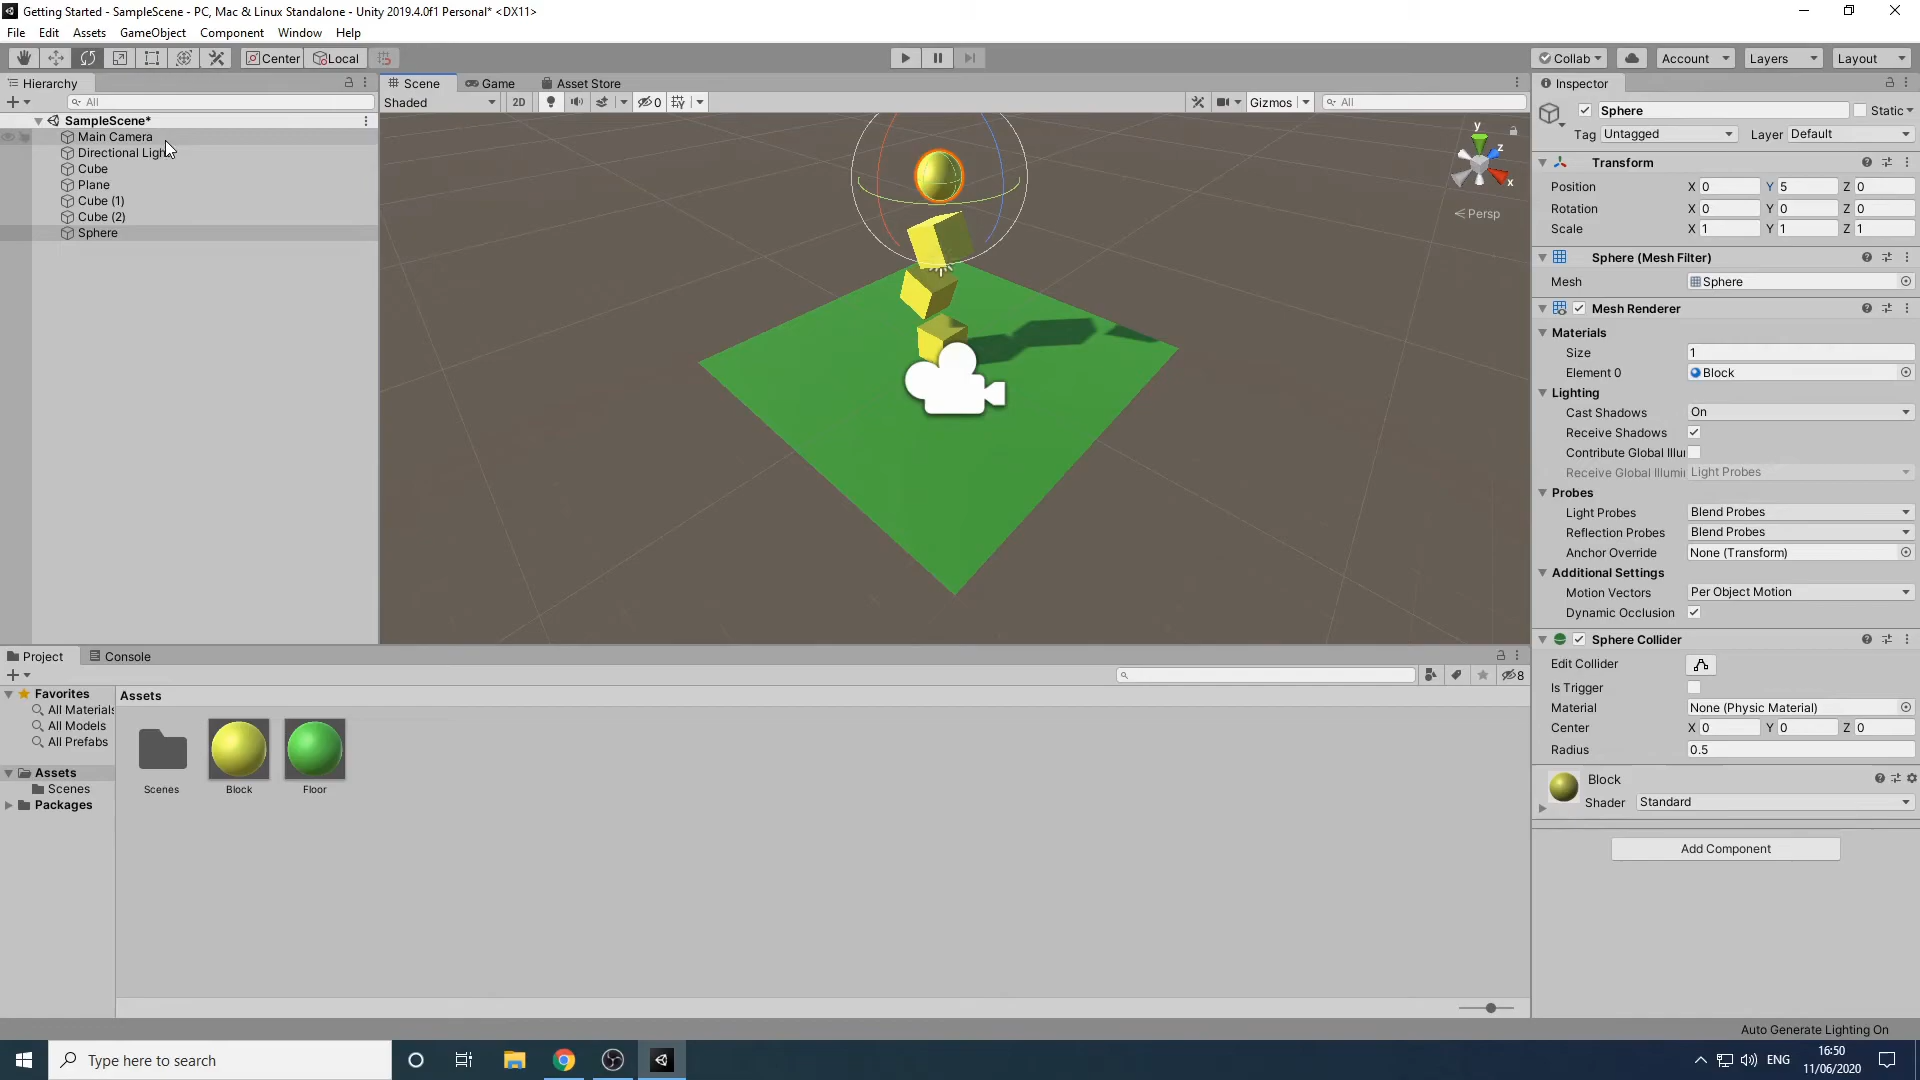 Getting Started - SampleScene - PC, Mac & Linux Standalone - Unity 2019.4.0f1 Personal* <DX11>
File Edit Assets GameObject Component Window Help
Center Local Collab Account Layers Layout
Hierarchy
All
SampleScene*
Main Camera
Directional Ligh
Cube
Plane
Cube (1)
Cube (2)
Sphere
Scene Game Asset Store
Shaded 2D 0 Gizmos All
y
z
x
Persp
Inspector
Sphere Static
Tag Untagged Layer Default
Transform
Position X 0 Y 5 Z 0
Rotation X 0 Y 0 Z 0
Scale X 1 Y 1 Z 1
Sphere (Mesh Filter)
Mesh Sphere
Mesh Renderer
Materials
Size 1
Element 0 Block
Lighting
Cast Shadows On
Receive Shadows
Contribute Global Illu
Receive Global Illumi Light Probes
Probes
Light Probes Blend Probes
Reflection Probes Blend Probes
Anchor Override None (Transform)
Additional Settings
Motion Vectors Per Object Motion
Dynamic Occlusion
Sphere Collider
Edit Collider
Is Trigger
Material None (Physic Material)
Center X 0 Y 0 Z 0
Radius 0.5
Block
Shader Standard
Add Component
Project Console
8
Favorites
All Materials
All Models
All Prefabs
Assets
Scenes
Packages
Assets
Scenes Block Floor
Auto Generate Lighting On
Type here to search
ENG
16:50
11/06/2020